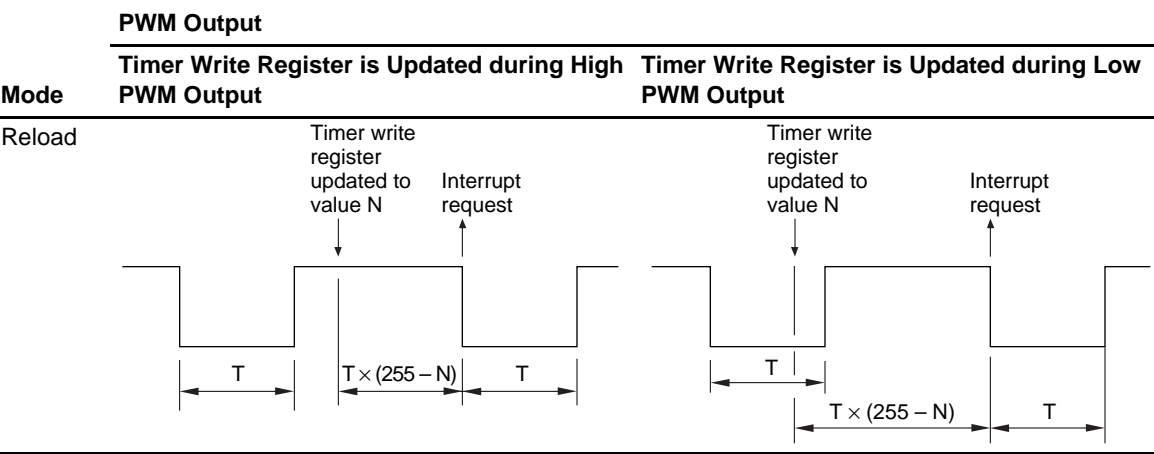 PWM Output
Mode
Timer Write Register is Updated during High
PWM Output
Timer Write Register is Updated during Low
PWM Output
Reload
Timer write
register
updated to
value N
Interrupt
request
T
T × (255 – N)
T
Timer write
register
updated to
value N
Interrupt
request
T
T × (255 – N)
T